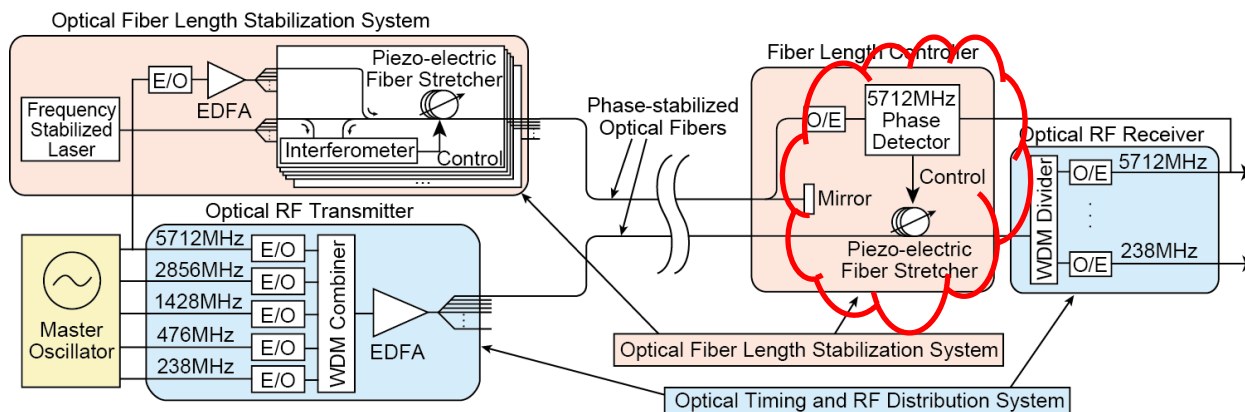 Optical Fiber Length Stabilization System
E/O
EDFA
Piezo-electric
Fiber Stretcher
Frequency
Stabilized
Laser
Interferometer
Control
...
Phase-stabilized
Optical Fibers
Fiber Length Controller
O/E
5712MHz
Phase
Detector
Control
Mirror
Piezo-electric
Fiber Stretcher
Optical RF Receiver
WDM Divider
O/E
5712MHz
O/E
238MHz
Optical RF Transmitter
Master
Oscillator
5712MHz
E/O
2856MHz
E/O
1428MHz
E/O
476MHz
E/O
238MHz
E/O
WDM Combiner
EDFA
Optical Fiber Length Stabilization System
Optical Timing and RF Distribution System